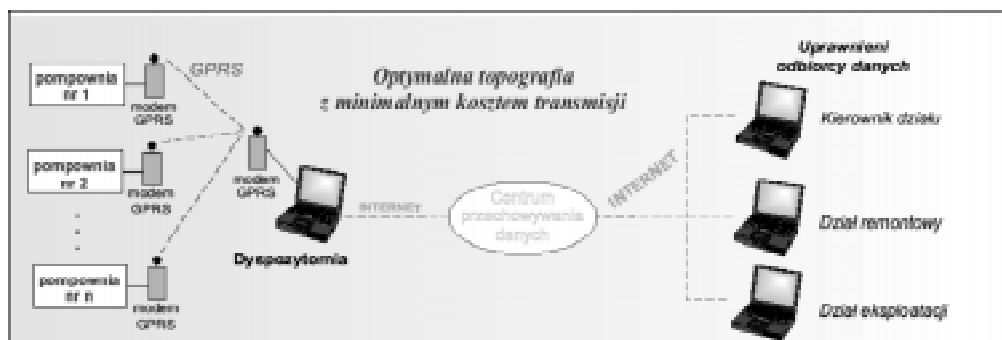 pompownia
nr 1
modem
GPRS
GPRS
pompownia
nr 2
modem
GPRS
pompownia
nr n
modem
GPRS
modem
GPRS
Dyspozytornia
Optymalna topografia
z minimalnym kosztem transmisji
INTERNET
Centrum
przechowywania
danych
INTERNET
Uprawnieni
odbiorcy danych
Kierownik działu
Dział remontowy
Dział eksploatacji